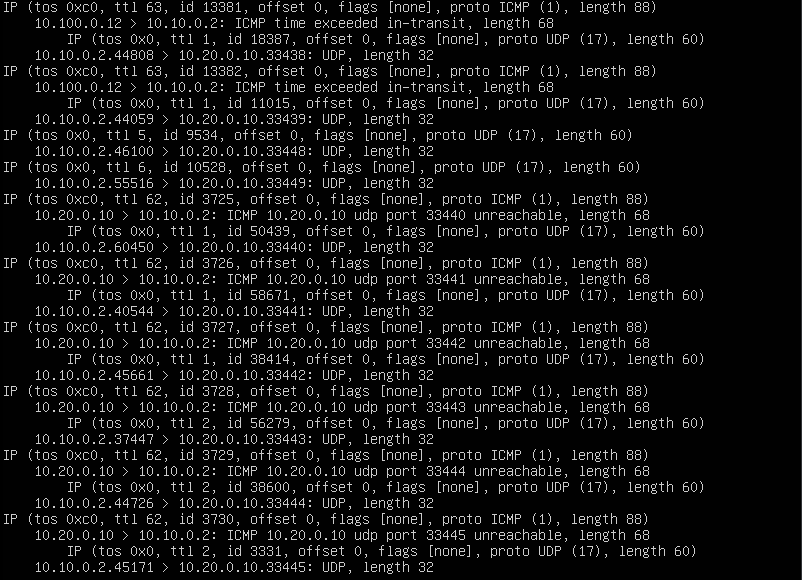 IP (tos 0xc0, ttl 63, id 13381, offset 0, flags [none], proto ICMP (1), length 88)
10.100.0.12 > 10.10.0.2: ICMP time exceeded in-transit, length 68
IP (tos 0x0, ttl 1, id 18387, offset 0, flags [none], proto UDP (17), length 60)
10.10.0.2.44808 > 10.20.0.10.33438: UDP, length 32
IP (tos 0xc0, ttl 63, id 13382, offset 0, flags [none], proto ICMP (1), length 88)
10.100.0.12 > 10.10.0.2: ICMP time exceeded in-transit, length 68
IP (tos 0x0, ttl 1, id 11015, offset 0, flags [none], proto UDP (17), length 60)
10.10.0.2.44059 > 10.20.0.10.33439: UDP, length 32
IP (tos 0x0, ttl 5, id 9534, offset 0, flags [none], proto UDP (17), length 60)
10.10.0.2.46100 > 10.20.0.10.33448: UDP, length 32
IP (tos 0x0, ttl 6, id 10528, offset 0, flags [none], proto UDP (17), length 60)
10.10.0.2.55516 > 10.20.0.10.33449: UDP, length 32
IP (tos 0xc0, ttl 62, id 3725, offset 0, flags [none], proto ICMP (1), length 88)
10.20.0.10 > 10.10.0.2: ICMP 10.20.0.10 udp port 33440 unreachable, length 68
IP (tos 0x0, ttl 1, id 50439, offset 0, flags [none], proto UDP (17), length 60)
10.10.0.2.60450 > 10.20.0.10.33440: UDP, length 32
IP (tos 0xc0, ttl 62, id 3726, offset 0, flags [none], proto ICMP (1), length 88)
10.20.0.10 > 10.10.0.2: ICMP 10.20.0.10 udp port 33441 unreachable, length 68
IP (tos 0x0, ttl 1, id 58671, offset 0, flags [none], proto UDP (17), length 60)
10.10.0.2.40544 > 10.20.0.10.33441: UDP, length 32
IP (tos 0xc0, ttl 62, id 3727, offset 0, flags [none], proto ICMP (1), length 88)
10.20.0.10 > 10.10.0.2: ICMP 10.20.0.10 udp port 33442 unreachable, length 68
IP (tos 0x0, ttl 1, id 38414, offset 0, flags [none], proto UDP (17), length 60)
10.10.0.2.45661 > 10.20.0.10.33442: UDP, length 32
IP (tos 0xc0, ttl 62, id 3728, offset 0, flags [none], proto ICMP (1), length 88)
10.20.0.10 > 10.10.0.2: ICMP 10.20.0.10 udp port 33443 unreachable, length 68
IP (tos 0x0, ttl 2, id 56279, offset 0, flags [none], proto UDP (17), length 60)
10.10.0.2.37447 > 10.20.0.10.33443: UDP, length 32
IP (tos 0xc0, ttl 62, id 3729, offset 0, flags [none], proto ICMP (1), length 88)
10.20.0.10 > 10.10.0.2: ICMP 10.20.0.10 udp port 33444 unreachable, length 68
IP (tos 0x0, ttl 2, id 38600, offset 0, flags [none], proto UDP (17), length 60)
10.10.0.2.44726 > 10.20.0.10.33444: UDP, length 32
IP (tos 0xc0, ttl 62, id 3730, offset 0, flags [none], proto ICMP (1), length 88)
10.20.0.10 > 10.10.0.2: ICMP 10.20.0.10 udp port 33445 unreachable, length 68
IP (tos 0x0, ttl 2, id 3331, offset 0, flags [none], proto UDP (17), length 60)
10.10.0.2.45171 > 10.20.0.10.33445: UDP, length 32